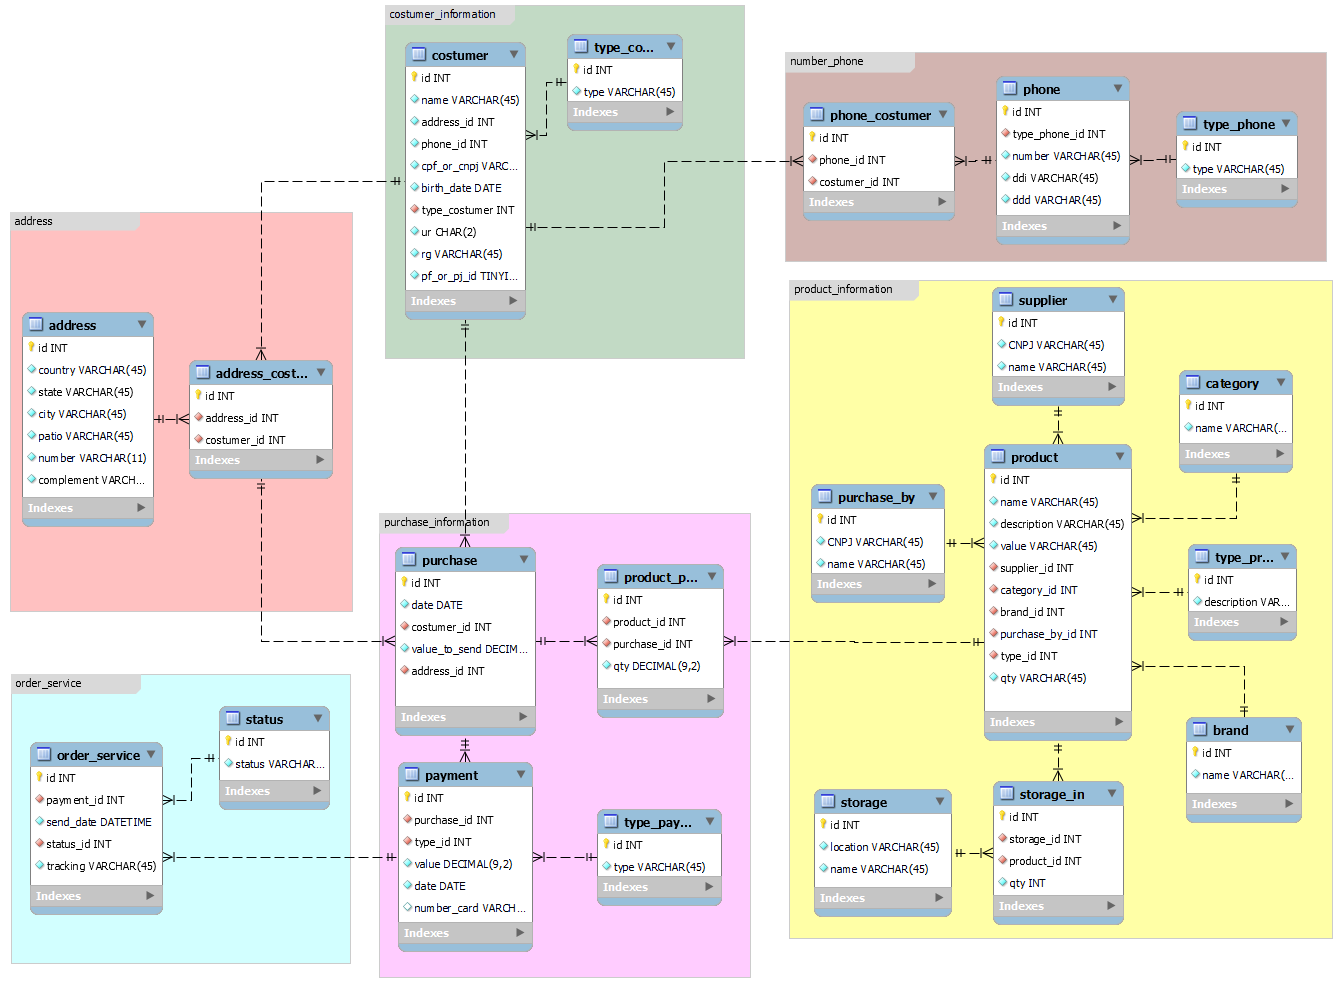 costumer_information
costumer
id INT
name VARCHAR(45)
address_id INT
phone_id INT
cpf_or_cnpj VARC...
birth_date DATE
type_costumer INT
ur CHAR(2)
rg VARCHAR(45)
pf_or_pj_id TINYI...
Indexes
type_co...
id INT
type VARCHAR(45)
Indexes
number_phone
phone_costumer
id INT
phone_id INT
costumer_id INT
Indexes
phone
id INT
type_phone_id INT
number VARCHAR(45)
ddi VARCHAR(45)
ddd VARCHAR(45)
Indexes
type_phone
id INT
type VARCHAR(45)
Indexes
address
address
id INT
country VARCHAR(45)
state VARCHAR(45)
city VARCHAR(45)
patio VARCHAR(45)
number VARCHAR(11)
complement VARCH...
Indexes
address_cost...
id INT
address_id INT
costumer_id INT
Indexes
product_information
supplier
id INT
CNPJ VARCHAR(45)
name VARCHAR(45)
Indexes
category
id INT
name VARCHAR(...
Indexes
product
id INT
name VARCHAR(45)
description VARCHAR(45)
value VARCHAR(45)
supplier_id INT
category_id INT
brand_id INT
purchase_by_id INT
type_id INT
qty VARCHAR(45)
Indexes
purchase_by
id INT
CNPJ VARCHAR(45)
name VARCHAR(45)
Indexes
type_pr...
id INT
description VAR...
Indexes
brand
id INT
name VARCHAR(...
Indexes
storage
id INT
location VARCHAR(45)
name VARCHAR(45)
Indexes
storage_in
id INT
storage_id INT
product_id INT
qty INT
Indexes
purchase_information
purchase
id INT
date DATE
costumer_id INT
value_to_send DECIM...
address_id INT
Indexes
product_p...
id INT
product_id INT
purchase_id INT
qty DECIMAL(9,2)
Indexes
payment
id INT
purchase_id INT
type_id INT
value DECIMAL(9,2)
date DATE
number_card VARCH...
Indexes
type_pay...
id INT
type VARCHAR(45)
Indexes
order_service
order_service
id INT
payment_id INT
send_date DATETIME
status_id INT
tracking VARCHAR(45)
Indexes
status
id INT
status VARCHAR...
Indexes